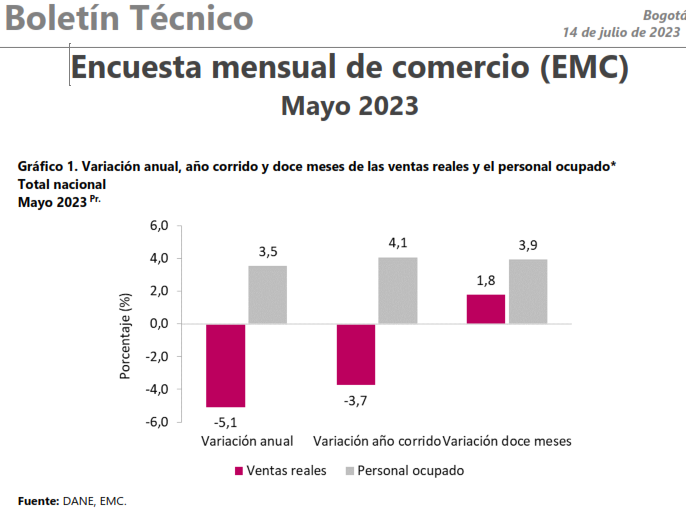 Boletín Técnico
Bogotá
14 de julio de 2023
Encuesta mensual de comercio (EMC)
Mayo 2023
Gráfico 1. Variación anual, año corrido y doce meses de las ventas reales y el personal ocupado*
Total nacional
Mayo 2023 Pr.
Porcentaje (%)
6,0
4,0
2,0
0,0
-2,0
-4,0
-6,0
3,5
4,1
1,8
3,9
-5,1
-3,7
Variación anual
Variación año corrido
Variación doce meses
Ventas reales
Personal ocupado
Fuente: DANE, EMC.